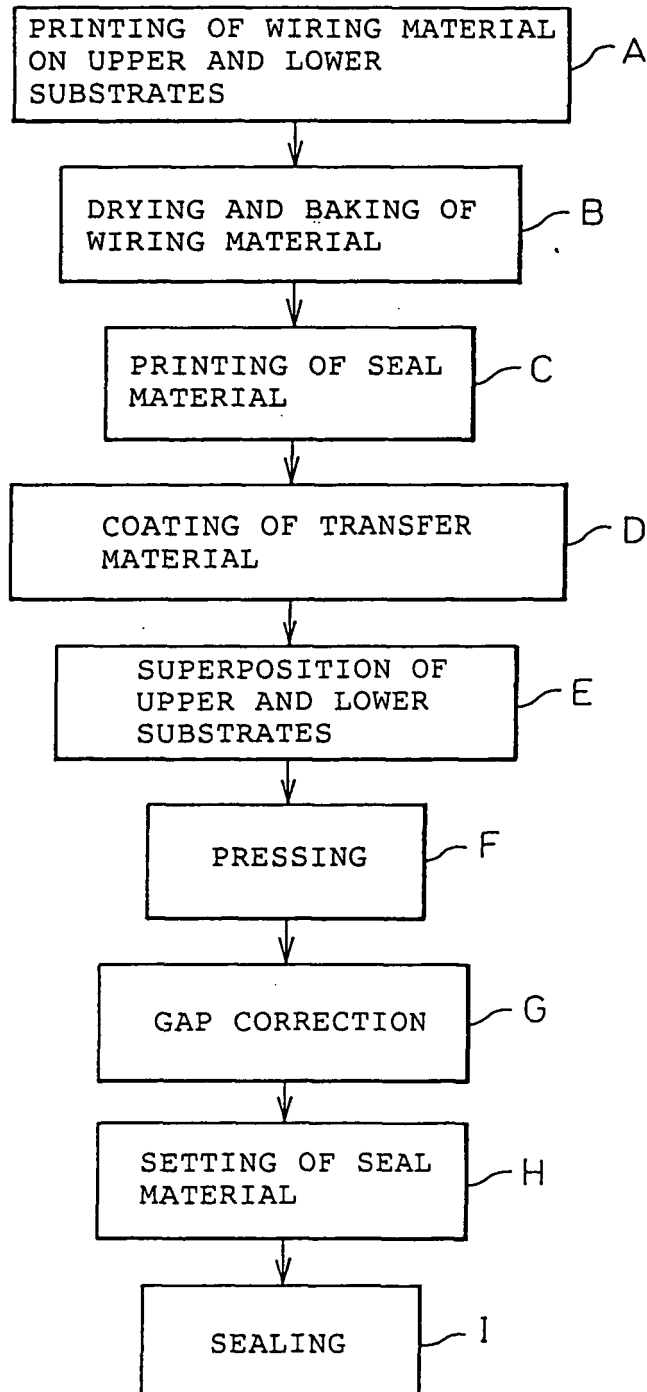 PRINTING OF WIRING MATERIAL
ON UPPER AND LOWER
SUBSTRATES
A
DRYING AND BAKING OF
WIRING MATERIAL
B
PRINTING OF SEAL
MATERIAL
C
COATING OF TRANSFER
MATERIAL
D
SUPERPOSITION OF
UPPER AND LOWER
SUBSTRATES
E
PRESSING
F
GAP CORRECTION
G
SETTING OF SEAL
MATERIAL
H
SEALING
I